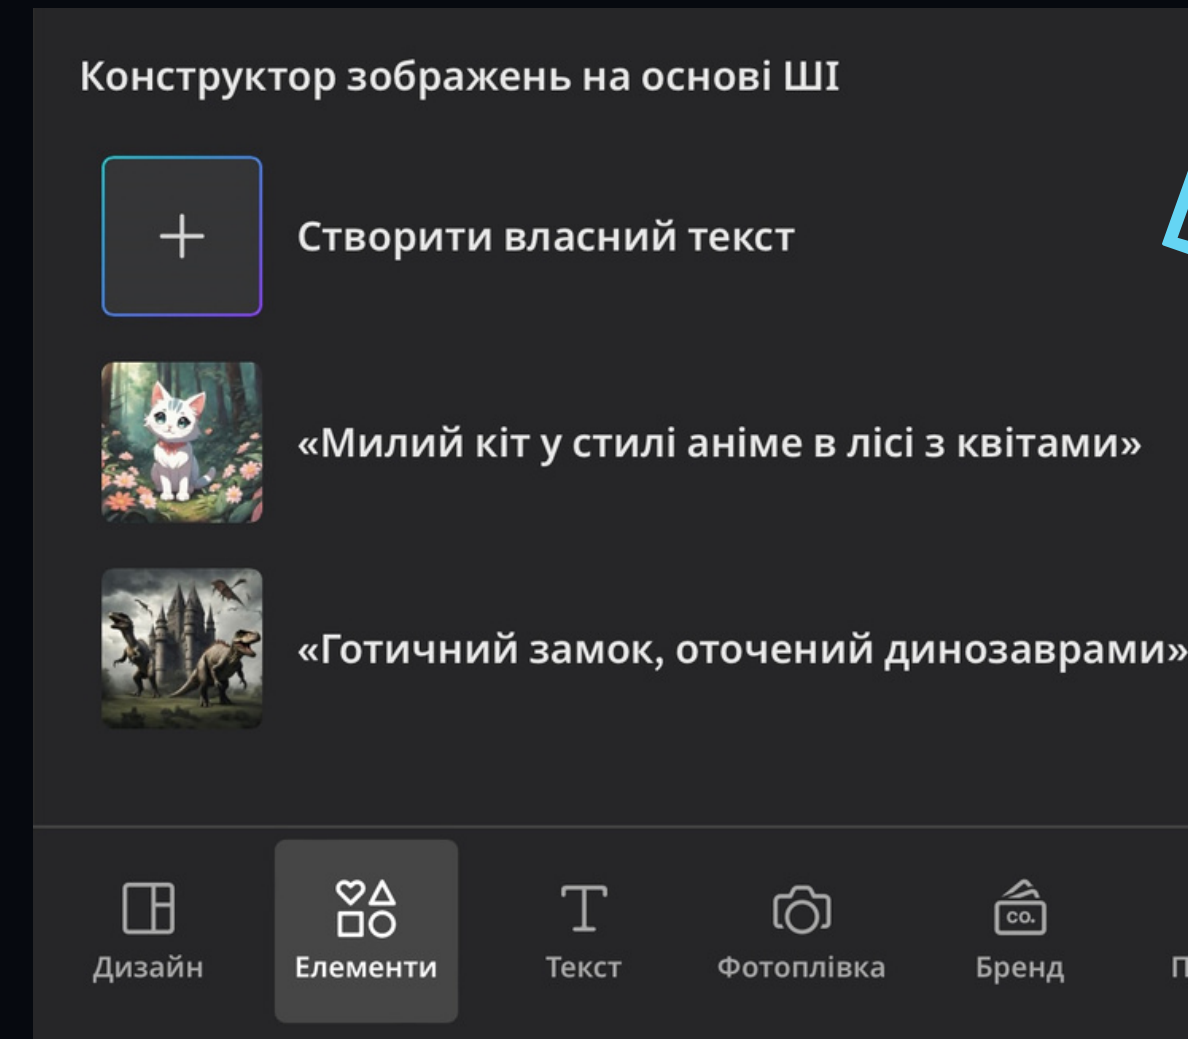 Конструктор зображень на основі ШІ
Створити власний текст
«Милий кіт у стилі аніме в лісі з квітами»
«Готичний замок, оточений динозаврами»
CO.
Дизайн
Елементи
Текст
Фотоплівка
Бренд